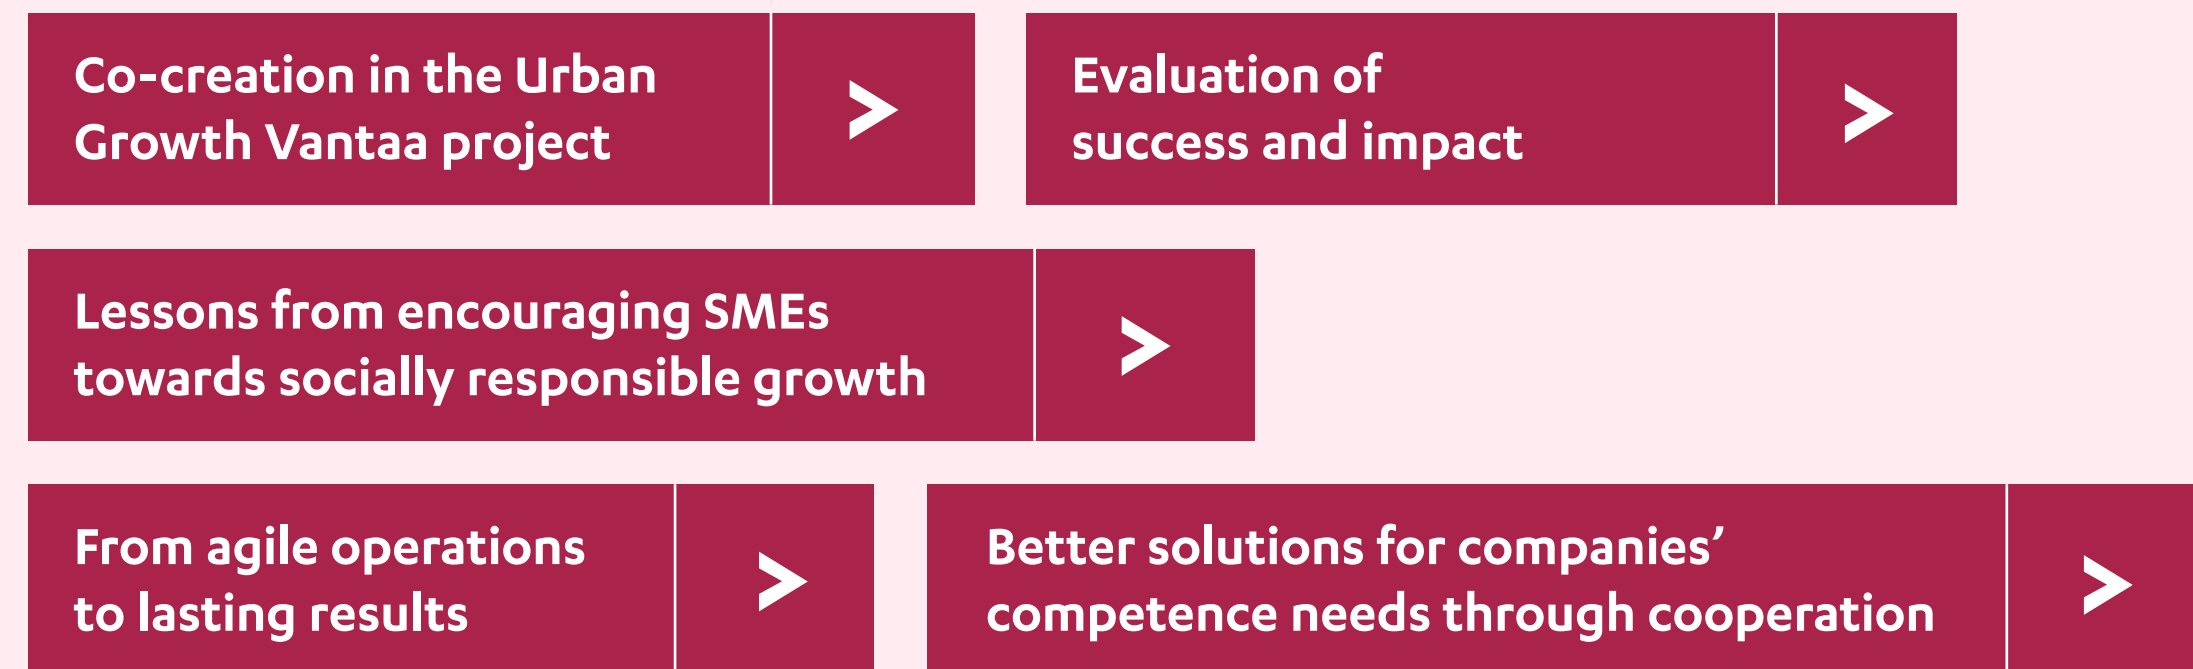 Co-creation in the Urban
Growth Vantaa project
>
Evaluation of
success and impact
>
Lessons from encouraging SMEs
towards socially responsible growth
>
From agile operations
to lasting results
>
Better solutions for companies’
competence needs through cooperation
>